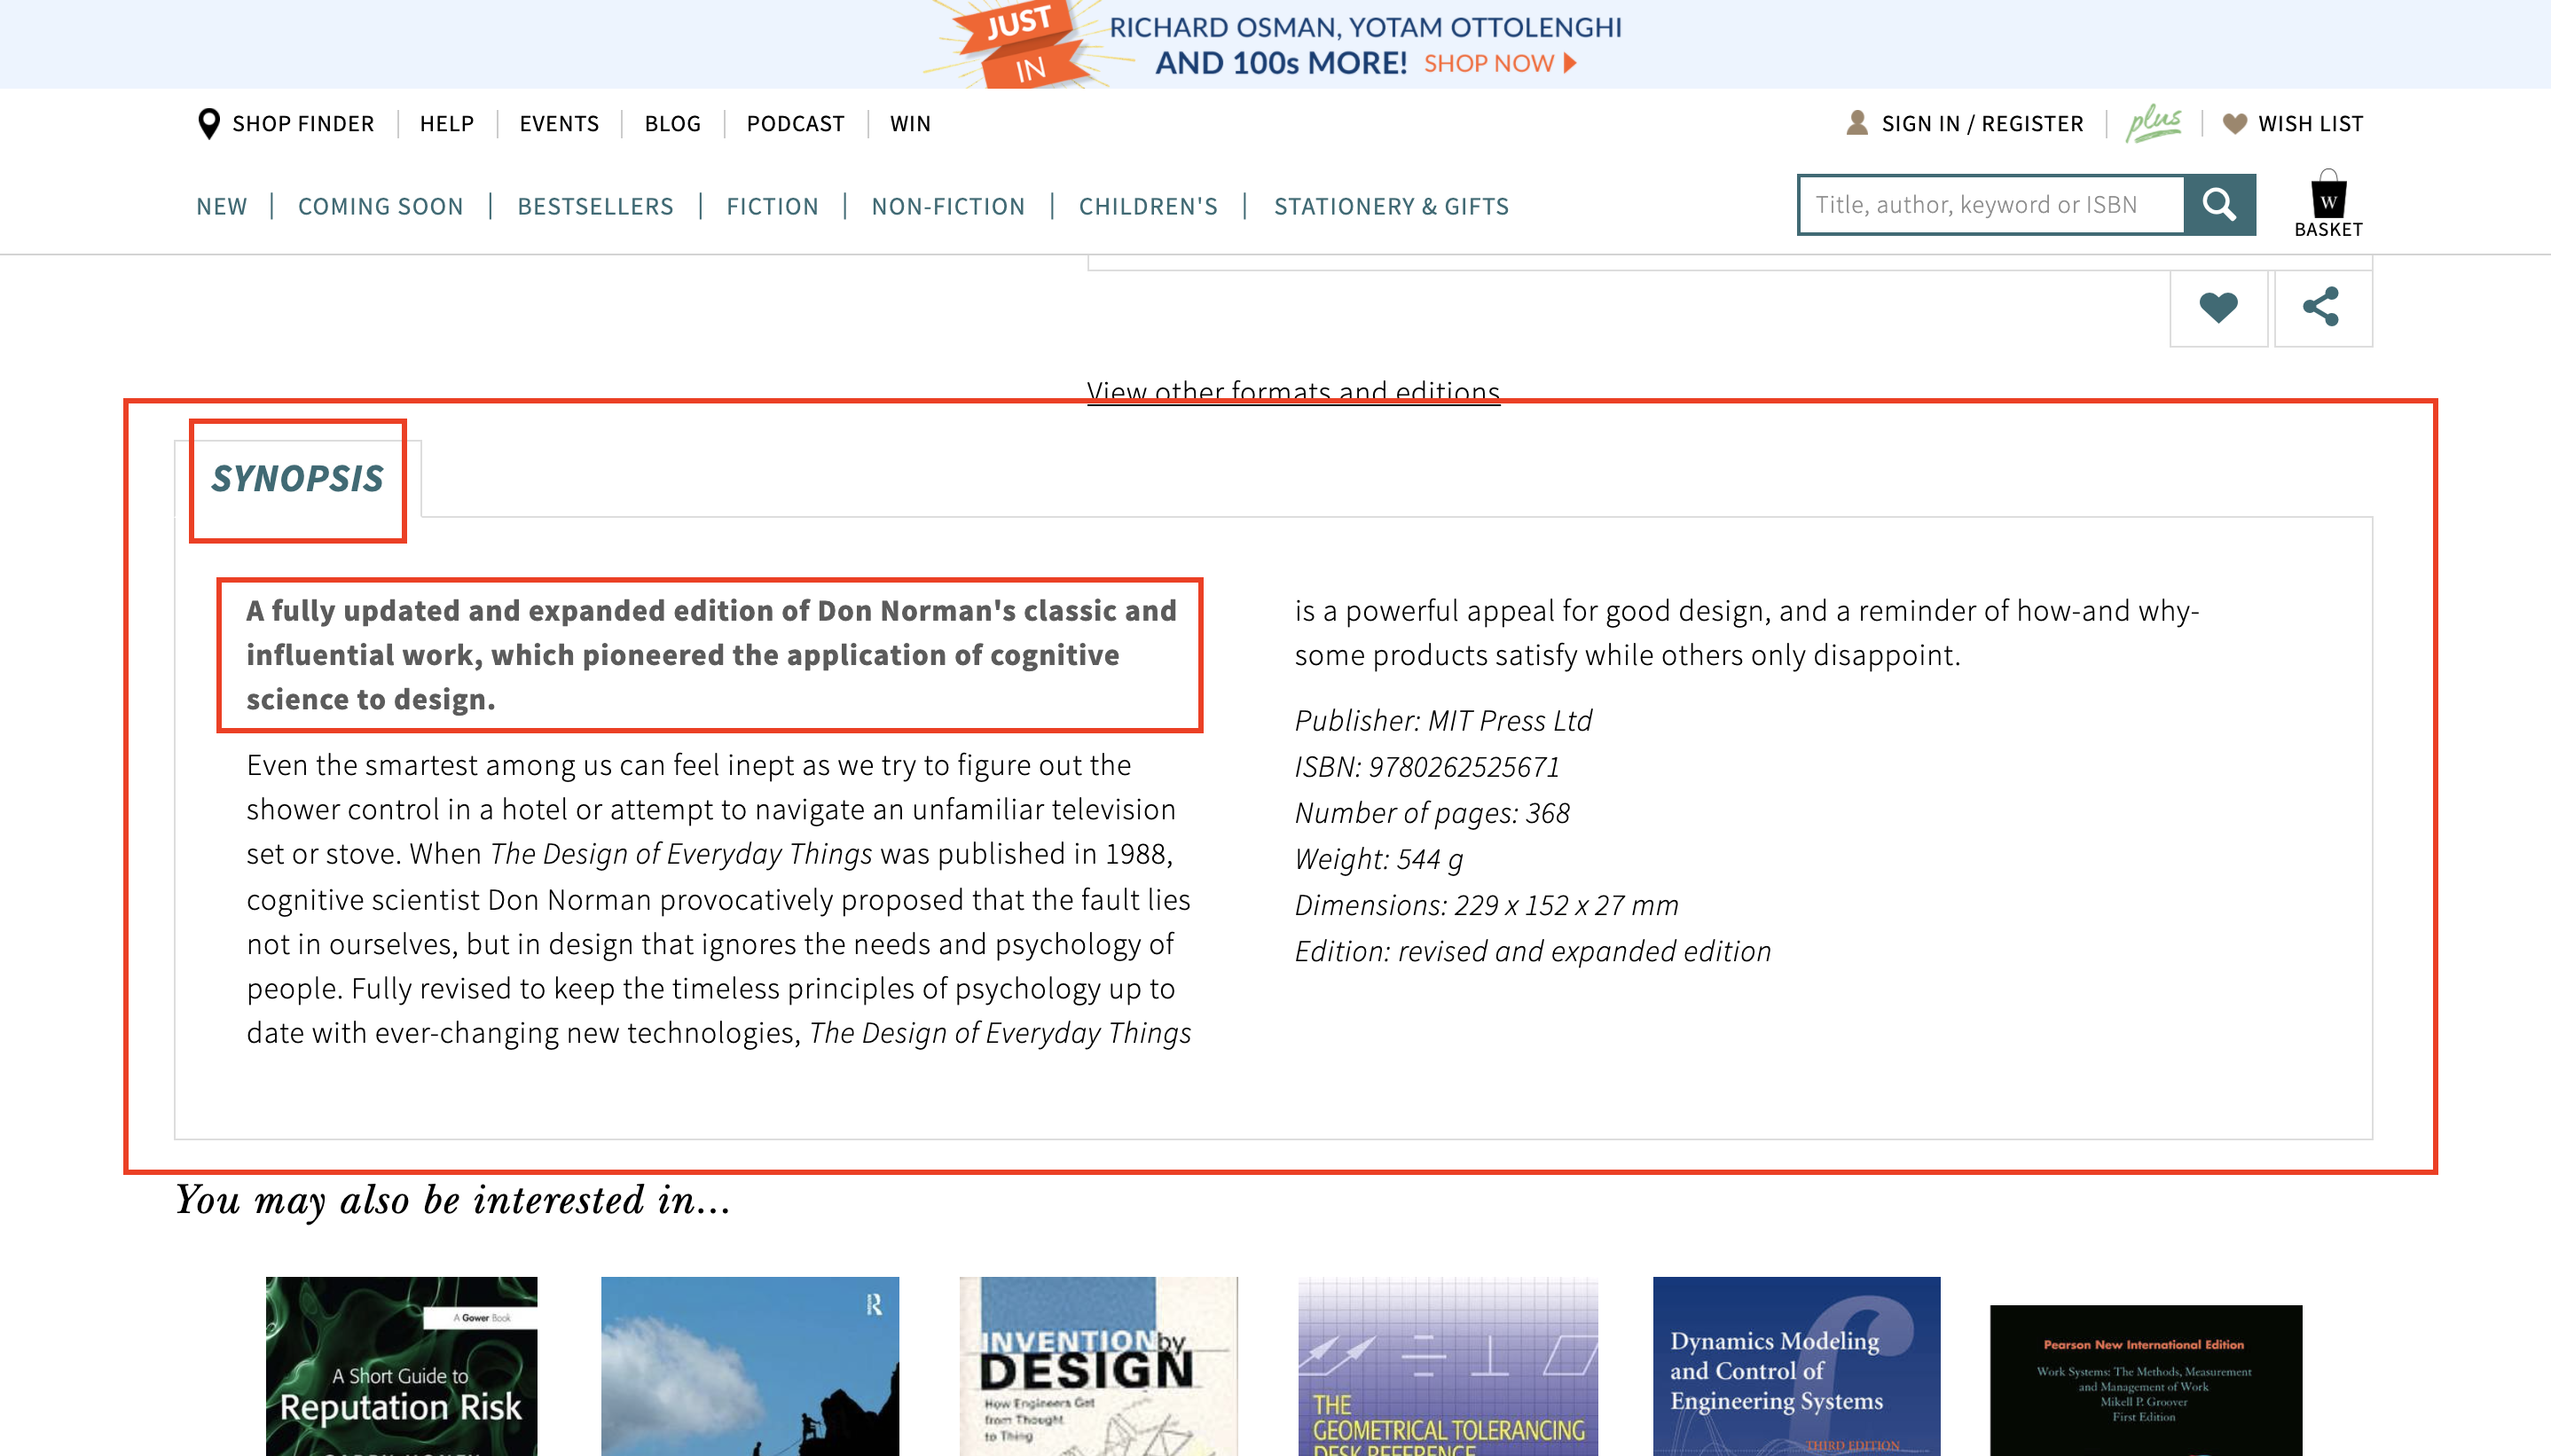 JUST
IN
RICHARD OSMAN, YOTAM OTTOLENGHI
AND 100s MORE! SHOP NOW
SHOP FINDER
HELP
EVENTS
BLOG
PODCAST
WIN
SIGN IN / REGISTER
plus
WISH LIST
NEW
COMING SOON
BESTSELLERS
FICTION
NON-FICTION
CHILDREN'S
STATIONERY & GIFTS
Title, author, keyword or ISBN
W
BASKET
View other formats and editions
SYNOPSIS
A fully updated and expanded edition of Don Norman's classic and
influential work, which pioneered the application of cognitive
science to design.
Even the smartest among us can feel inept as we try to figure out the
shower control in a hotel or attempt to navigate an unfamiliar television
set or stove. When The Design of Everyday Things was published in 1988,
cognitive scientist Don Norman provocatively proposed that the fault lies
not in ourselves, but in design that ignores the needs and psychology of
people. Fully revised to keep the timeless principles of psychology up to
date with ever-changing new technologies, The Design of Everyday Things
is a powerful appeal for good design, and a reminder of how-and why-
some products satisfy while others only disappoint.
Publisher: MIT Press Ltd
ISBN: 9780262525671
Number of pages: 368
Weight: 544 g
Dimensions: 229 x 152 x 27 mm
Edition: revised and expanded edition
You may also be interested in...
A Gower Book
A Short Guide to
Reputation Risk
R
INVENTION by
DESIGN
How Engineers Get
from Thought
to Thing
THE
GEOMETRICAL TOLERANCING
DESK REFERENCE
Dynamics Modeling
and Control of
Engineering Systems
THIRD EDITION
Pearson New International Edition
Work Systems: The Methods, Measurement
and Management of Work
Mikell P. Groover
First Edition